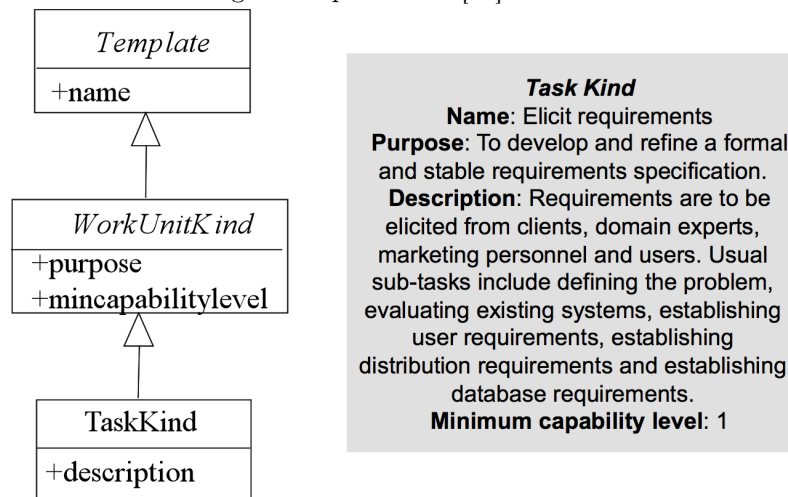 Template
+name
WorkUnitKind
+purpose
+mincapabilitylevel
TaskKind
+description
Task Kind
Name: Elicit requirements
Purpose: To develop and refine a formal
and stable requirements specification.
Description: Requirements are to be
elicited from clients, domain experts,
marketing personnel and users. Usual
sub-tasks include defining the problem,
evaluating existing systems, establishing
user requirements, establishing
distribution requirements and establishing
database requirements.
Minimum capability level: 1